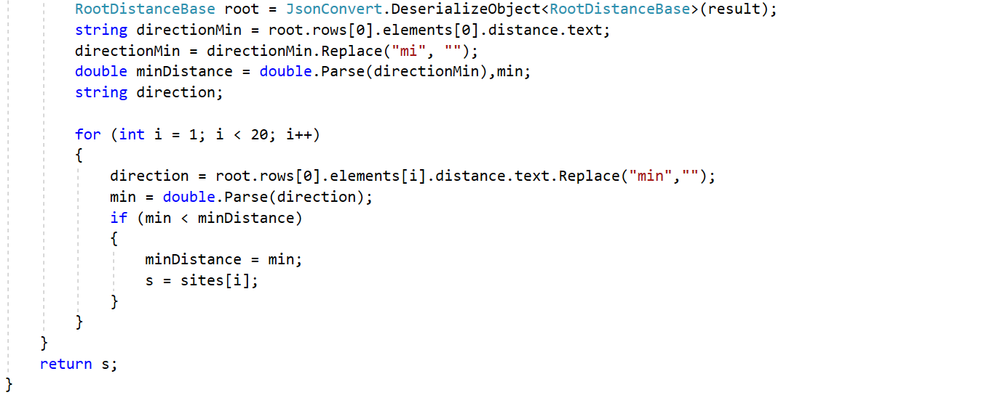 RootDistanceBase root = JsonConvert.DeserializeObject<RootDistanceBase>(result);
string directionMin = root.rows[0].elements[0].distance.text;
directionMin = directionMin.Replace("mi", "");
double minDistance = double.Parse(directionMin),min;
string direction;

for (int i = 1; i < 20; i++)
{
    direction = root.rows[0].elements[i].distance.text.Replace("min","");
    min = double.Parse(direction);
    if (min < minDistance)
    {
        minDistance = min;
        s = sites[i];
    }
}
}
return s;
}